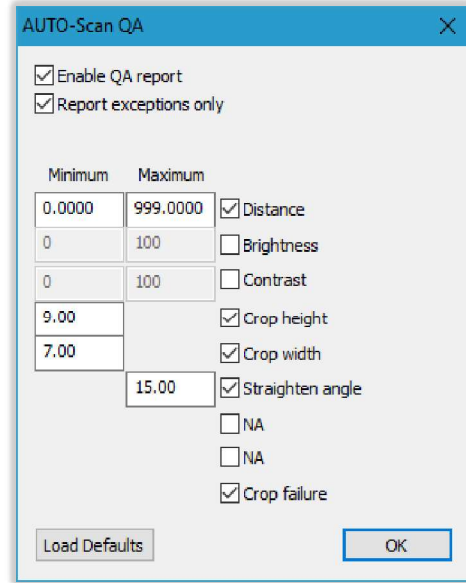 AUTO-Scan QA
Enable QA report
Report exceptions only
Minimum Maximum
0.0000 999.0000 Distance
0 100 Brightness
0 100 Contrast
9.00 Crop height
7.00 Crop width
15.00 Straighten angle
NA
NA
Crop failure
Load Defaults OK